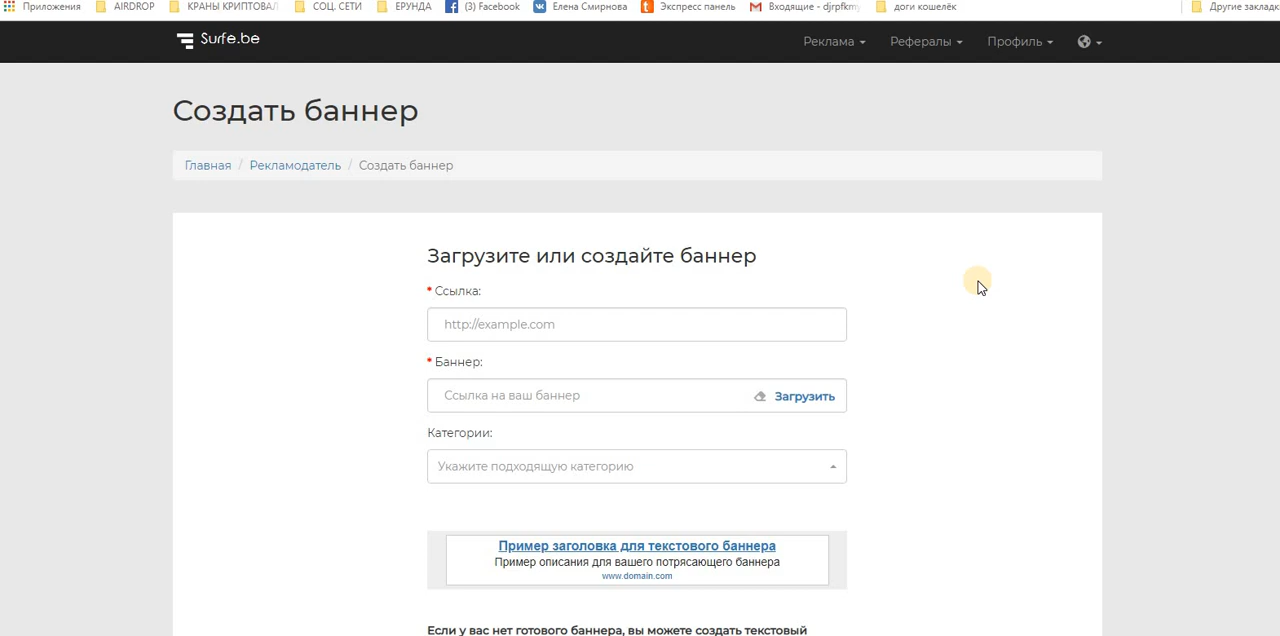 Приложения AIRDROP КРАНЫ КРИПТОВАЛ СОЦ. СЕТИ ЕРУНДА (3) Facebook Елена Смирнова Экспресс панель Входящие - djrpfkmy доги кошелёк Другие закладк
Surfe.be Реклама Рефералы Профиль
Создать баннер
Главная / Рекламодатель / Создать баннер
Загрузите или создайте баннер
* Ссылка:
http://example.com
* Баннер:
Ссылка на ваш баннер Загрузить
Категории:
Укажите подходящую категорию
Пример заголовка для текстового баннера
Пример описания для вашего потрясающего баннера
www.domain.com
Если у вас нет готового баннера, вы можете создать текстовый